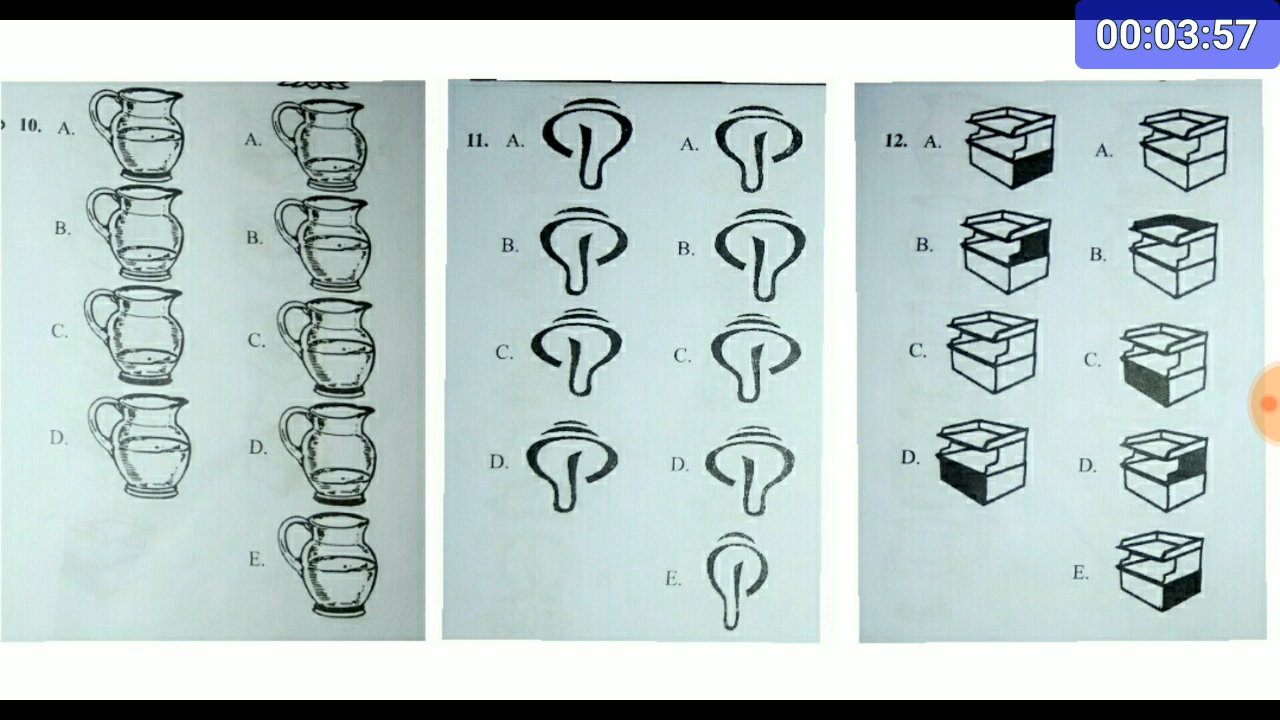 00:03:57
10. A.
B.
C.
D.
A.
B.
C.
D.
E.
11. A.
B.
C.
D.
A.
B.
C.
D.
E.
12. A.
B.
C.
D.
A.
B.
C.
D.
E.